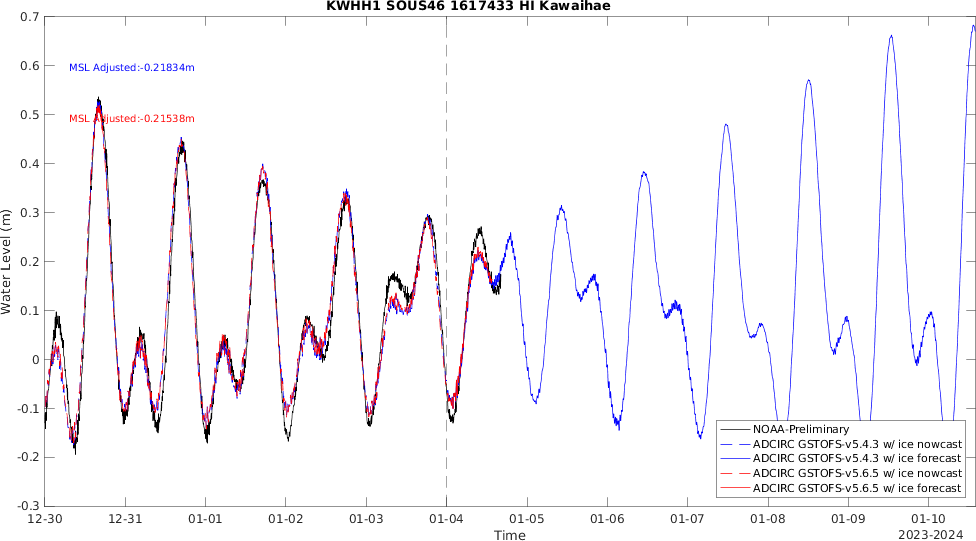 KWHH1 SOUS46 1617433 HI Kawaihae
MSL Adjusted:-0.21834m
MSL Adjusted:-0.21538m
Water Level (m)
0.7
0.6
0.5
0.4
0.3
0.2
0.1
0
-0.1
-0.2
-0.3
NOAA-Preliminary
ADCIRC GSTOFS-v5.4.3 w/ ice nowcast
ADCIRC GSTOFS-v5.4.3 w/ ice forecast
ADCIRC GSTOFS-v5.6.5 w/ ice nowcast
ADCIRC GSTOFS-v5.6.5 w/ ice forecast
12-30 12-31 01-01 01-02 01-03 01-04 01-05 01-06 01-07 01-08 01-09 01-10
Time
2023-2024